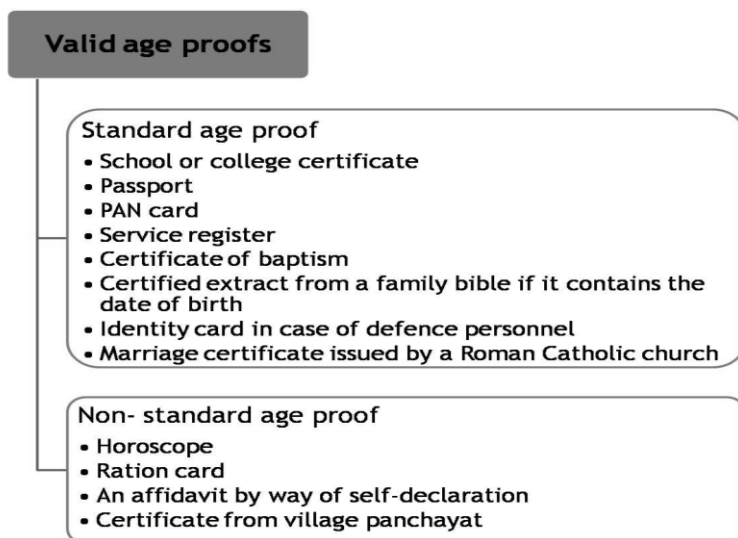 Valid age proofs
Standard age proof
• School or college certificate
• Passport
• PAN card
• Service register
• Certificate of baptism
• Certified extract from a family bible if it contains the
date of birth
• Identity card in case of defence personnel
• Marriage certificate issued by a Roman Catholic church
Non- standard age proof
• Horoscope
• Ration card
• An affidavit by way of self-declaration
• Certificate from village panchayat